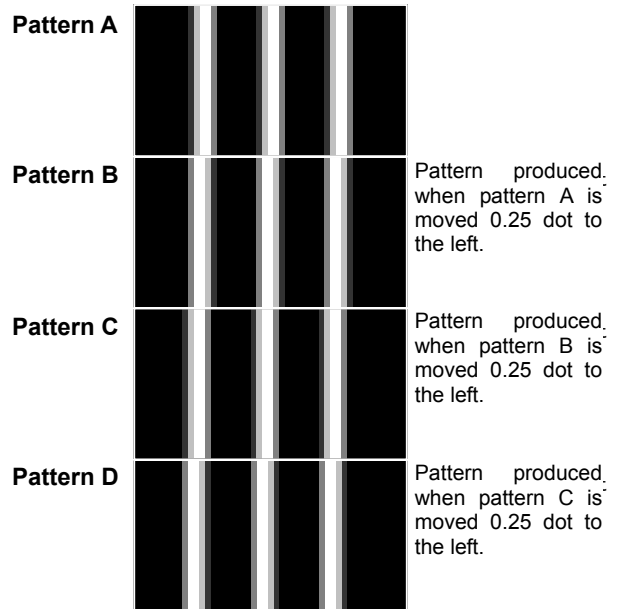 Pattern A
Pattern B
Pattern produced
when pattern A is
moved 0.25 dot to
the left.
Pattern C
Pattern produced
when pattern B is
moved 0.25 dot to
the left.
Pattern D
Pattern produced
when pattern C is
moved 0.25 dot to
the left.